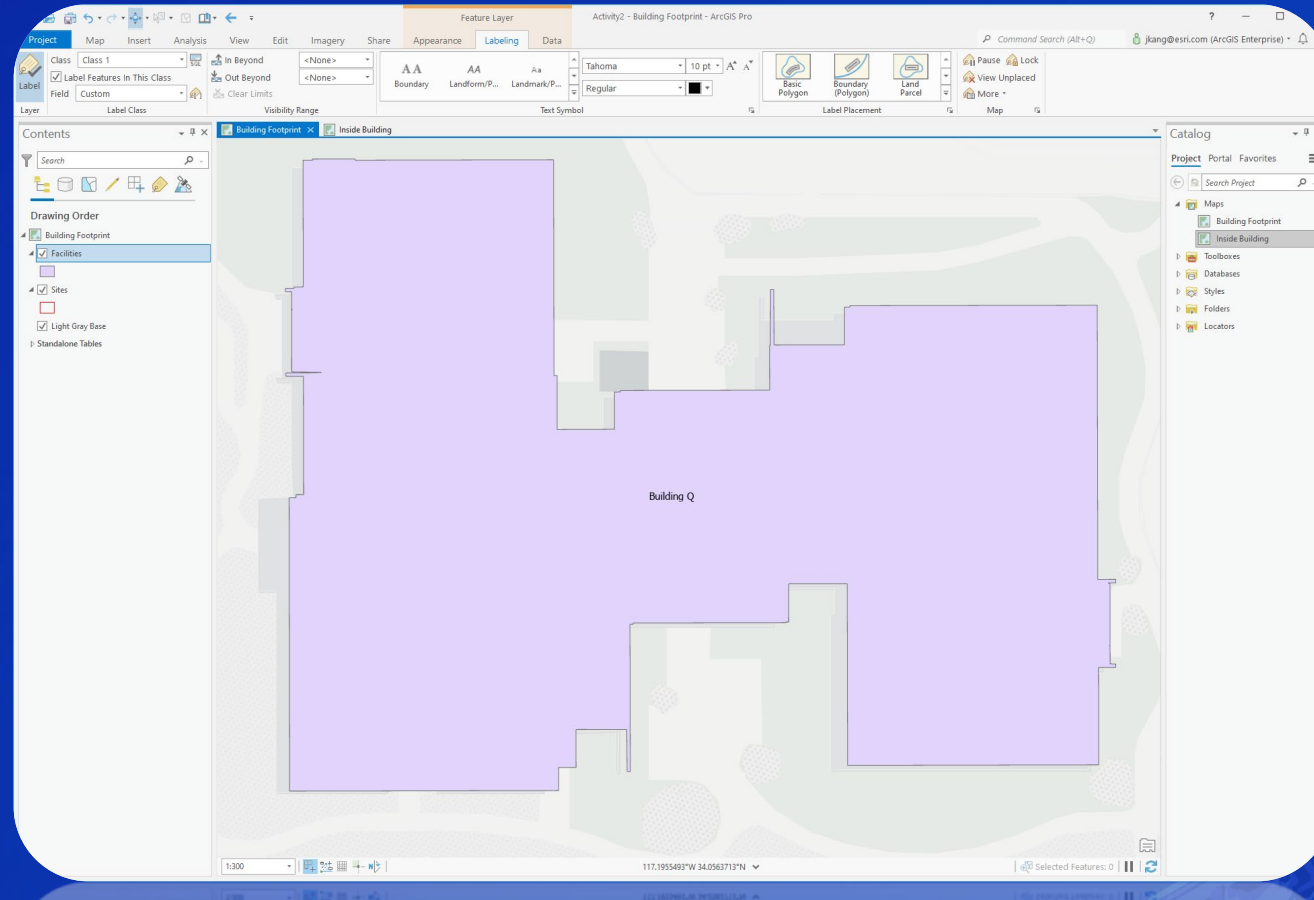 Feature Layer
Activity2 - Building Footprint - ArcGIS Pro
?
Project Map Insert Analysis View Edit Imagery Share Appearance Labeling Data
Command Search (Alt+Q)
jkang@esri.com (ArcGIS Enterprise)
Label
Layer
Class Class 1
SQL
Label Features In This Class
Field Custom
Label Class
In Beyond <None>
Out Beyond <None>
Clear Limits
Visibility Range
AA
Boundary
AA
Landform/P...
Aa
Landmark/P...
Tahoma 10 pt A A
Regular
Text Symbol
Basic Polygon
Boundary (Polygon)
Land Parcel
Label Placement
Pause Lock
View Unplaced
More
Map
Contents
Search
Drawing Order
Building Footprint
Facilities
Sites
Light Gray Base
Standalone Tables
Building Footprint
Inside Building
Building Q
1:300
117.1955493°W 34.0563713°N
Selected Features: 0
Catalog
Project Portal Favorites
Search Project
Maps
Building Footprint
Inside Building
Toolboxes
Databases
Styles
Folders
Locators